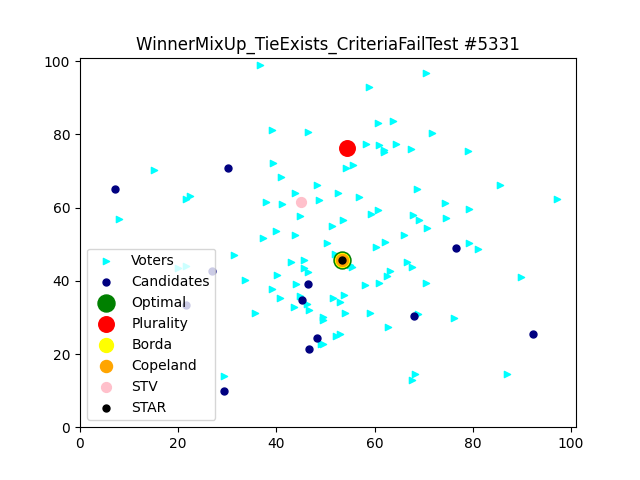 WinnerMixUp_TieExists_CriteriaFailTest #5331
100
80
60
40
20
0
Voters
Candidates
Optimal
Plurality
Borda
Copeland
STV
STAR
0 20 40 60 80 100